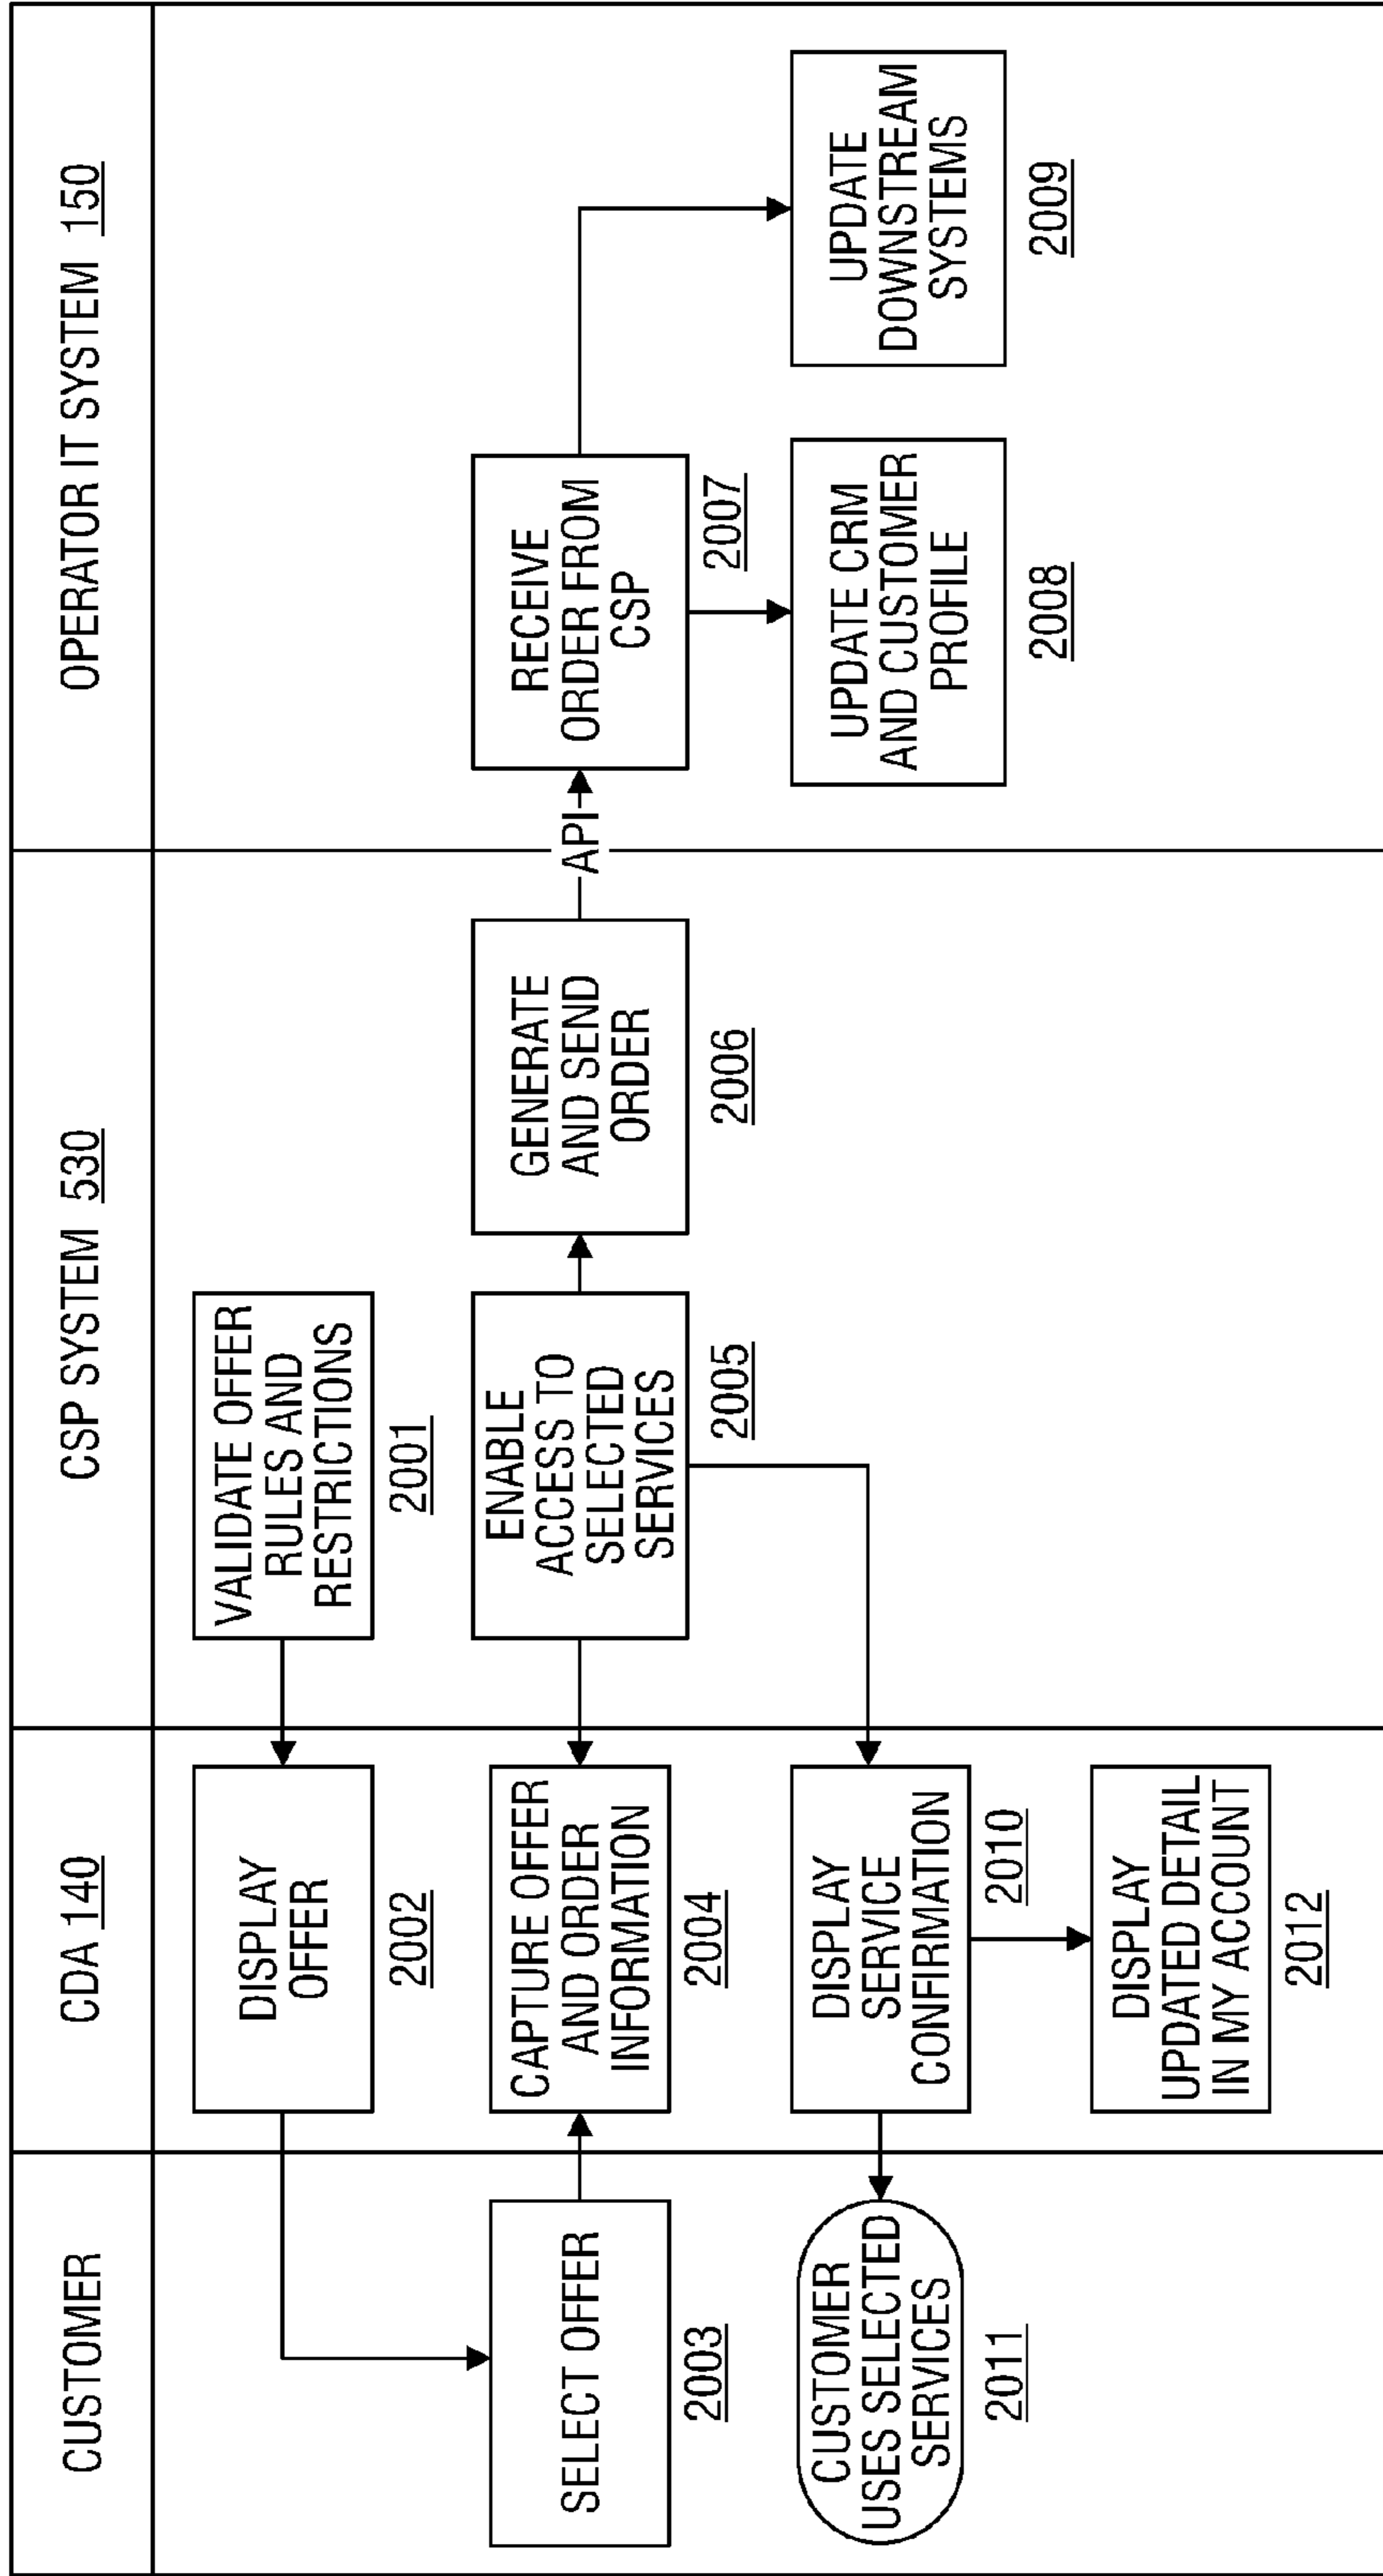 CUSTOMER
CDA 140
CSP SYSTEM 530
OPERATOR IT SYSTEM 150
DISPLAY
OFFER
2002
VALIDATE OFFER
RULES AND
RESTRICTIONS
2001
SELECT OFFER
2003
CAPTURE OFFER
AND ORDER
INFORMATION
2004
ENABLE
ACCESS TO
SELECTED
SERVICES
2005
GENERATE
AND SEND
ORDER
2006
API
RECEIVE
ORDER FROM
CSP
2007
CUSTOMER
USES SELECTED
SERVICES
2011
DISPLAY
SERVICE
CONFIRMATION
2010
UPDATE CRM
AND CUSTOMER
PROFILE
2008
UPDATE
DOWNSTREAM
SYSTEMS
2009
DISPLAY
UPDATED DETAIL
IN MY ACCOUNT
2012